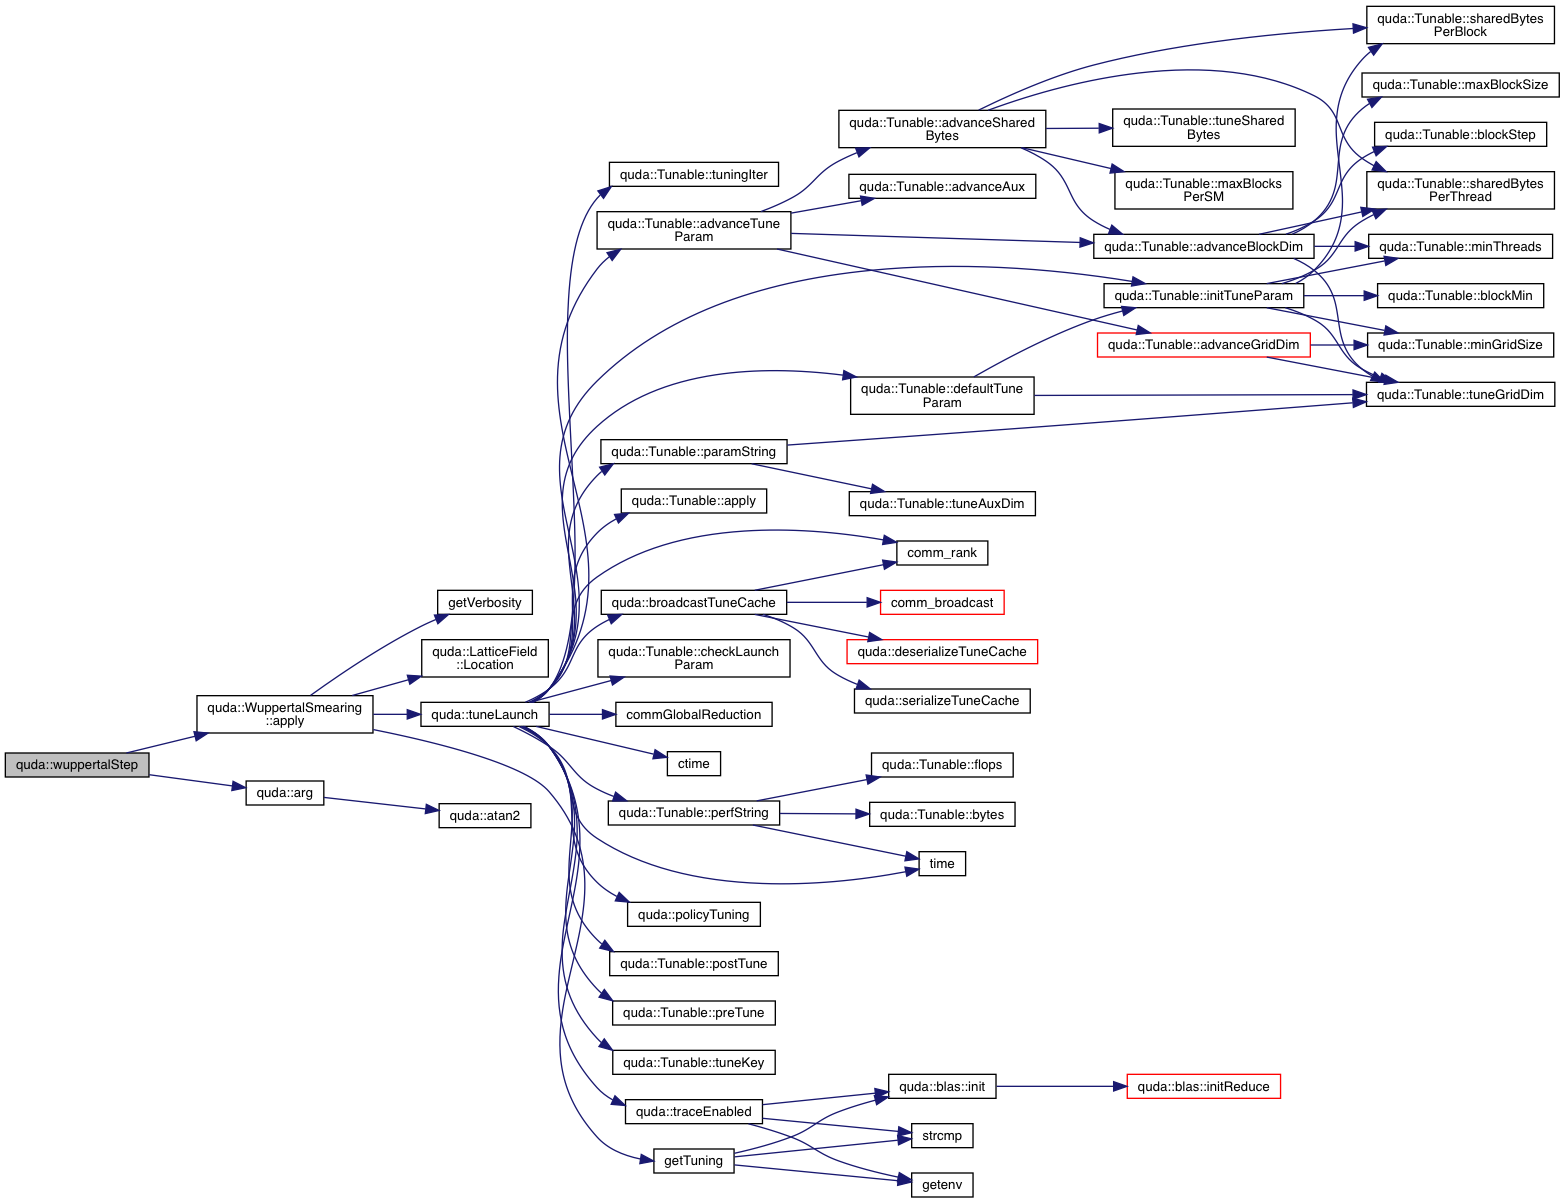 quda::wuppertalStep
quda::WuppertalSmearing
::apply
quda::arg
getVerbosity
quda::LatticeField
::Location
quda::tuneLaunch
quda::atan2
quda::Tunable::tuningIter
quda::Tunable::advanceTune
Param
quda::Tunable::paramString
quda::Tunable::apply
quda::broadcastTuneCache
quda::Tunable::checkLaunch
Param
commGlobalReduction
ctime
quda::Tunable::perfString
quda::policyTuning
quda::Tunable::postTune
quda::Tunable::preTune
quda::Tunable::tuneKey
quda::traceEnabled
getTuning
quda::Tunable::advanceShared
Bytes
quda::Tunable::advanceAux
quda::Tunable::defaultTune
Param
quda::Tunable::tuneAuxDim
comm_rank
comm_broadcast
quda::deserializeTuneCache
quda::serializeTuneCache
quda::Tunable::flops
quda::Tunable::bytes
time
quda::blas::init
strcmp
getenv
quda::Tunable::tuneShared
Bytes
quda::Tunable::maxBlocks
PerSM
quda::Tunable::advanceBlockDim
quda::Tunable::initTuneParam
quda::Tunable::advanceGridDim
quda::blas::initReduce
quda::Tunable::sharedBytes
PerBlock
quda::Tunable::maxBlockSize
quda::Tunable::blockStep
quda::Tunable::sharedBytes
PerThread
quda::Tunable::minThreads
quda::Tunable::blockMin
quda::Tunable::minGridSize
quda::Tunable::tuneGridDim